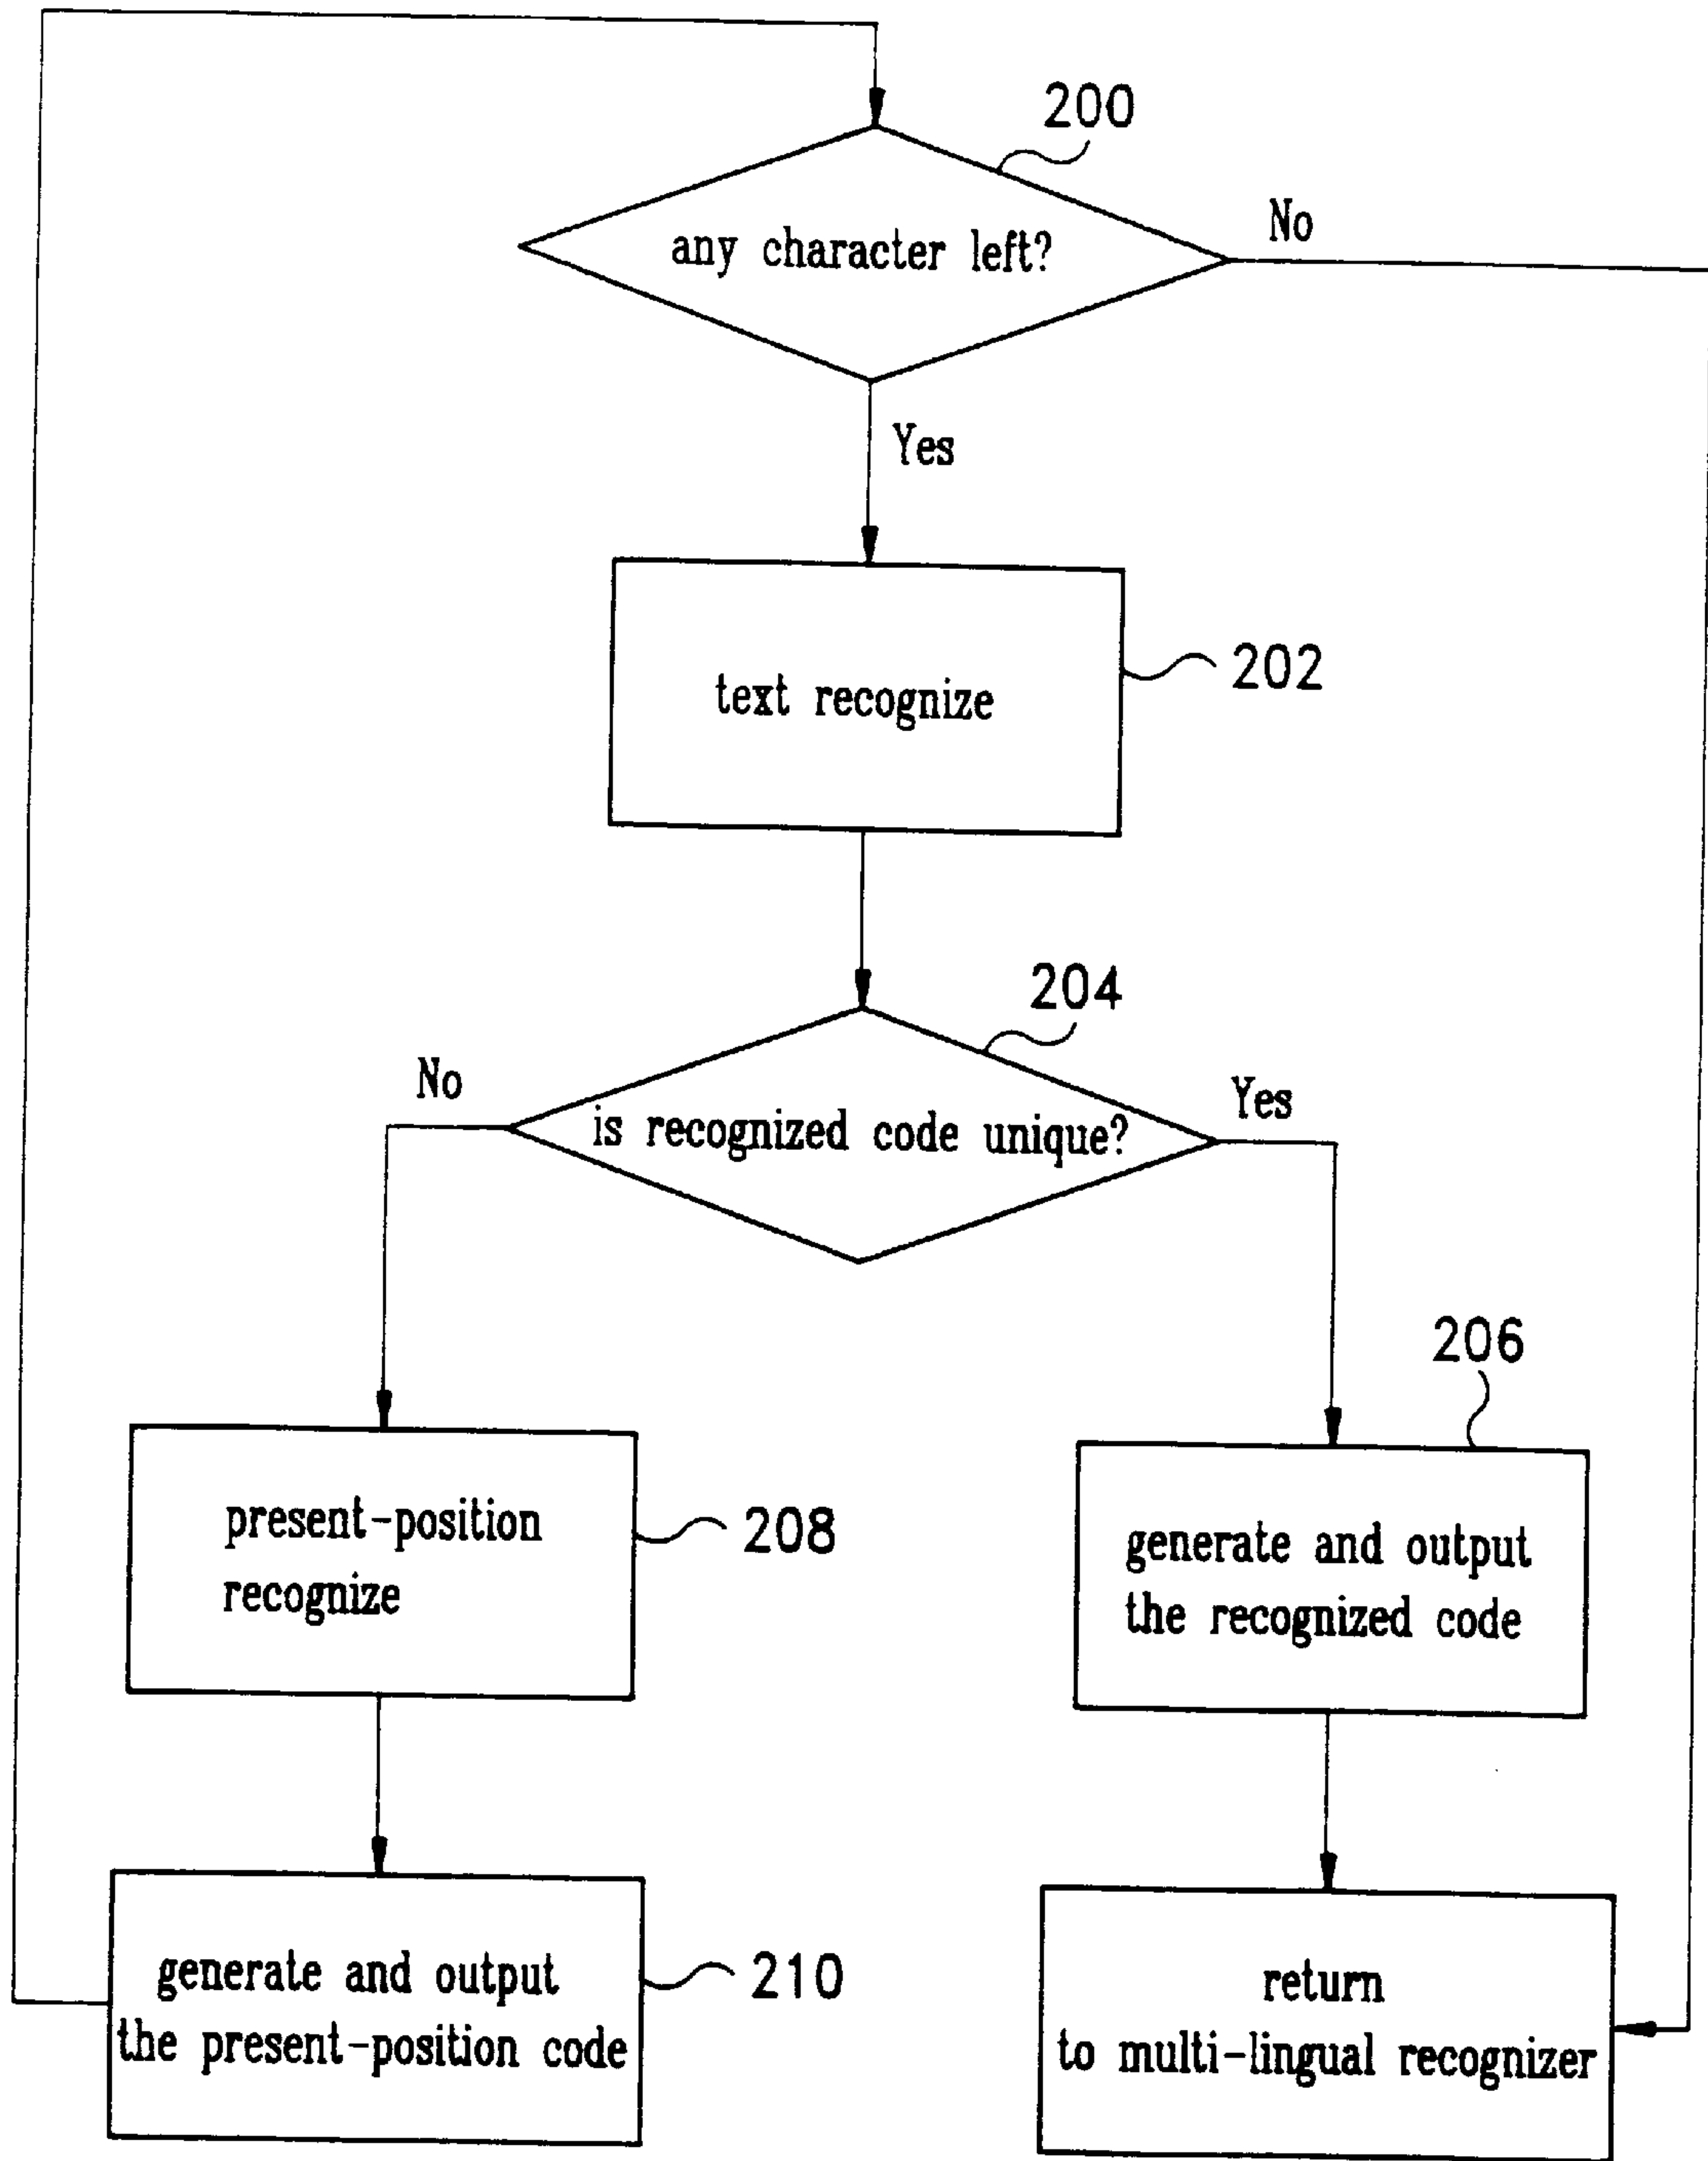 200
any character left?
No
Yes
text recognize
202
204
No
is recognized code unique?
Yes
206
present-position
recognize
208
generate and output
the recognized code
generate and output
the present-position code
210
return
to multi-lingual recognizer